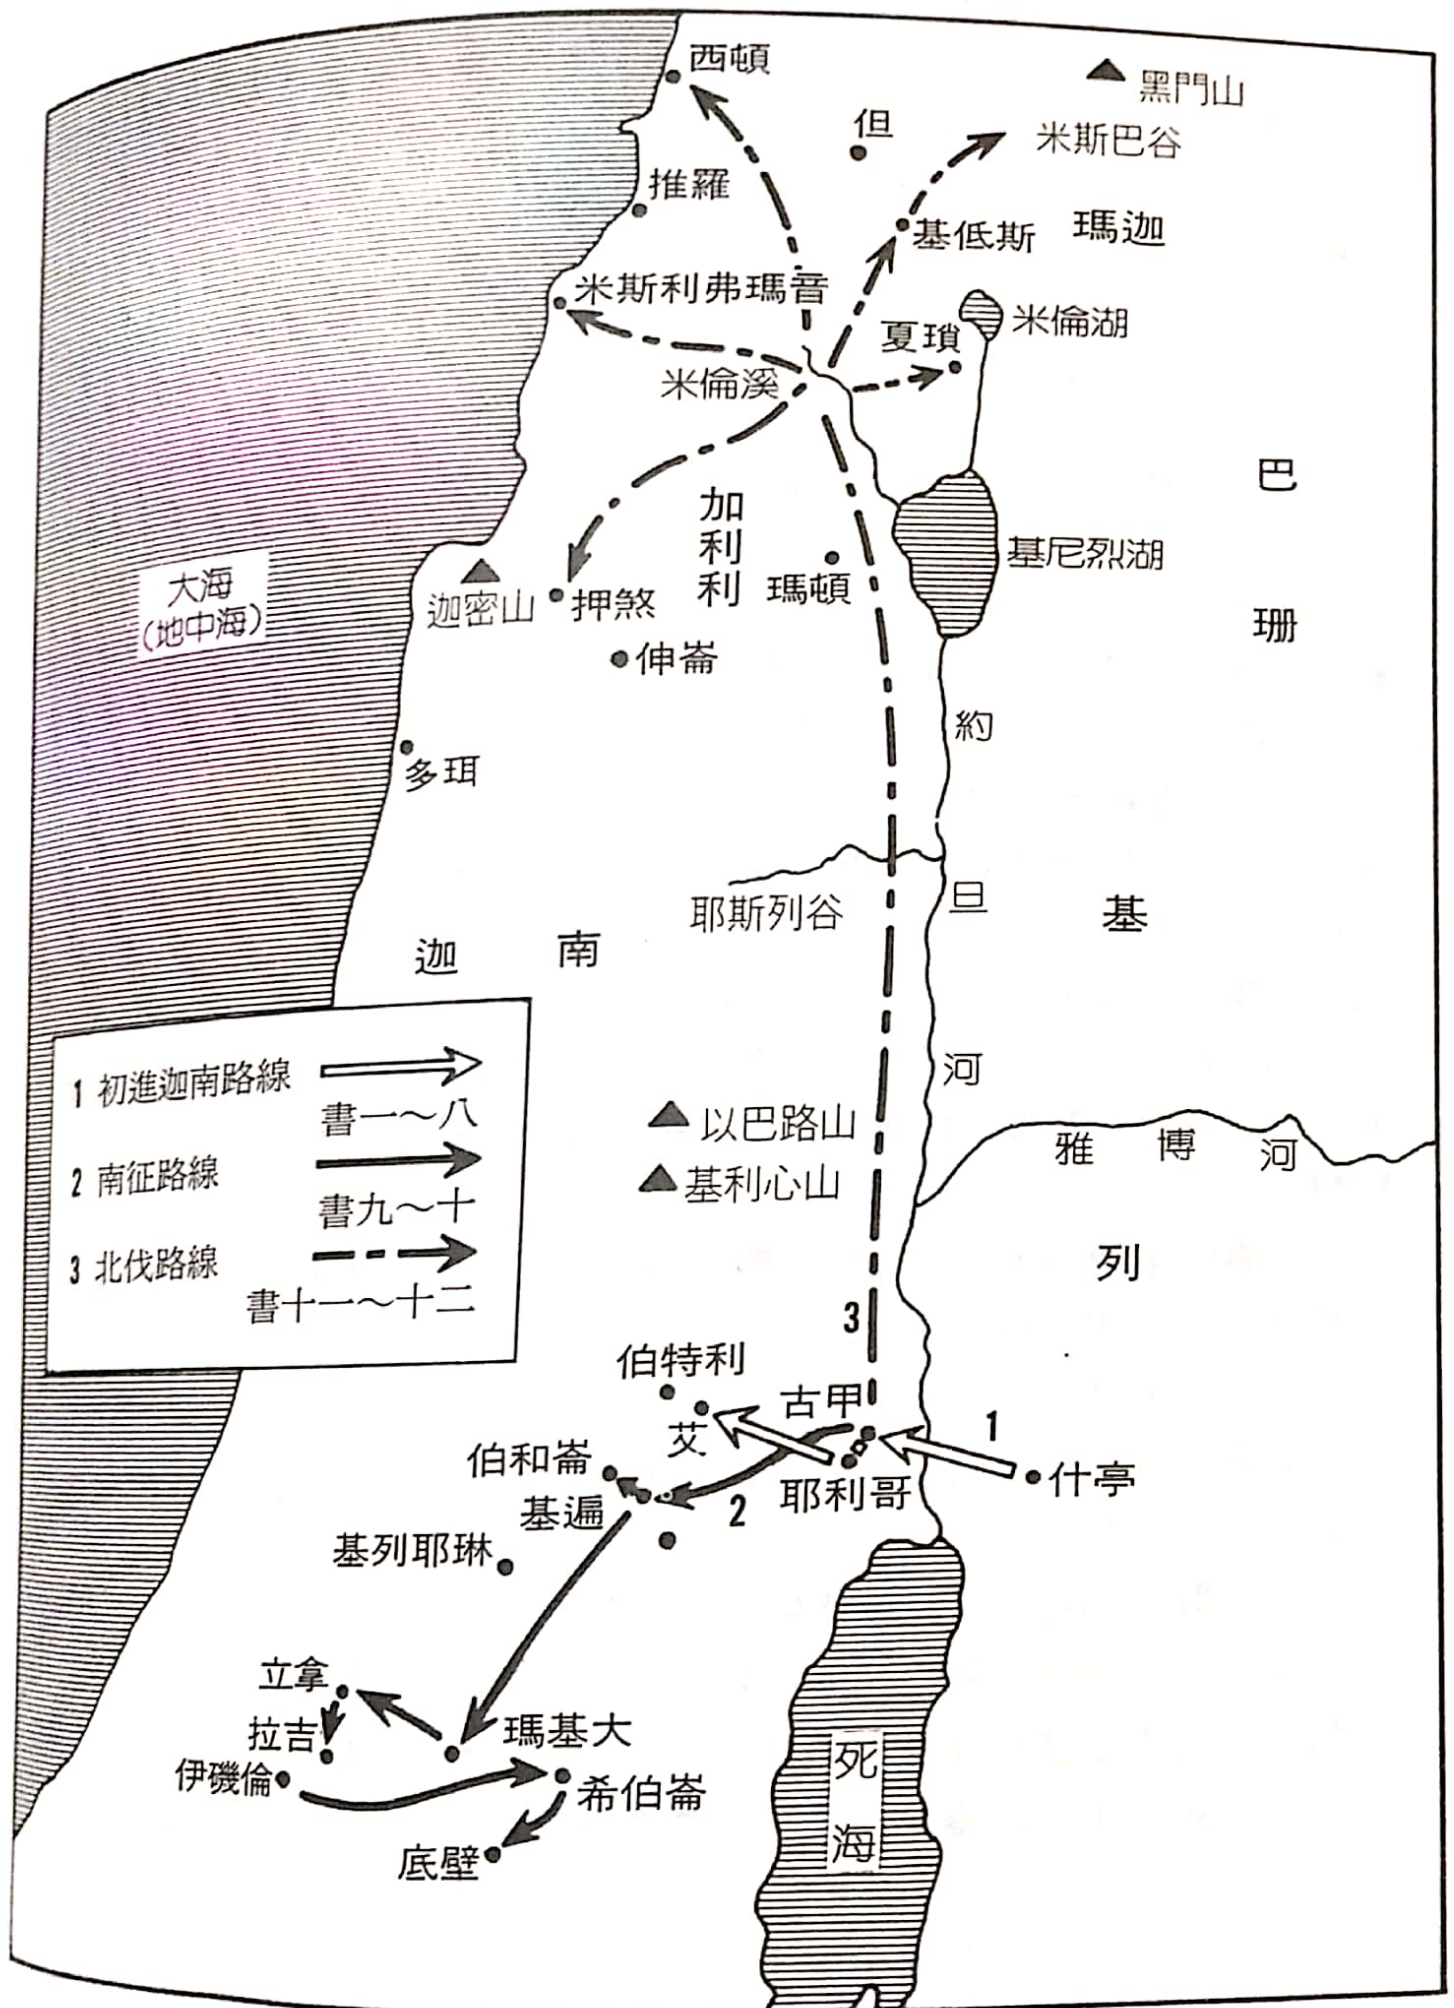 西頓
黑門山
但
米斯巴谷
推羅
基低斯
瑪迦
米斯利弗瑪音
米倫湖
夏瑣
米倫溪
巴珊
加利利
基尼烈湖
大海
(地中海)
瑪頓
迦密山
押煞
伸崙
約旦河
多珥
耶斯列谷
基列
迦南
1 初進迦南路線
書一～八
2 南征路線
書九～十
3 北伐路線
書十一～十二
以巴路山
基利心山
雅博河
3
伯特利
古甲
1
艾
伯和崙
什亭
耶利哥
基遍
2
基列耶琳
立拿
拉吉
瑪基大
伊磯倫
希伯崙
死海
底壁